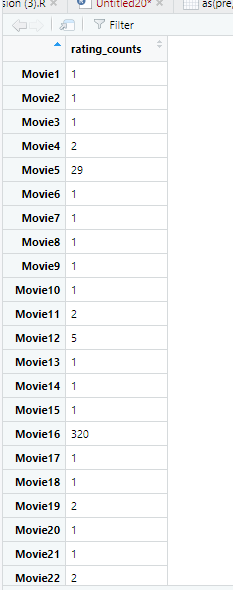 sion (3).R Untitled20* as(pre,
Filter
rating_counts
Movie1 1
Movie2 1
Movie3 1
Movie4 2
Movie5 29
Movie6 1
Movie7 1
Movie8 1
Movie9 1
Movie10 1
Movie11 2
Movie12 5
Movie13 1
Movie14 1
Movie15 1
Movie16 320
Movie17 1
Movie18 1
Movie19 2
Movie20 1
Movie21 1
Movie22 2